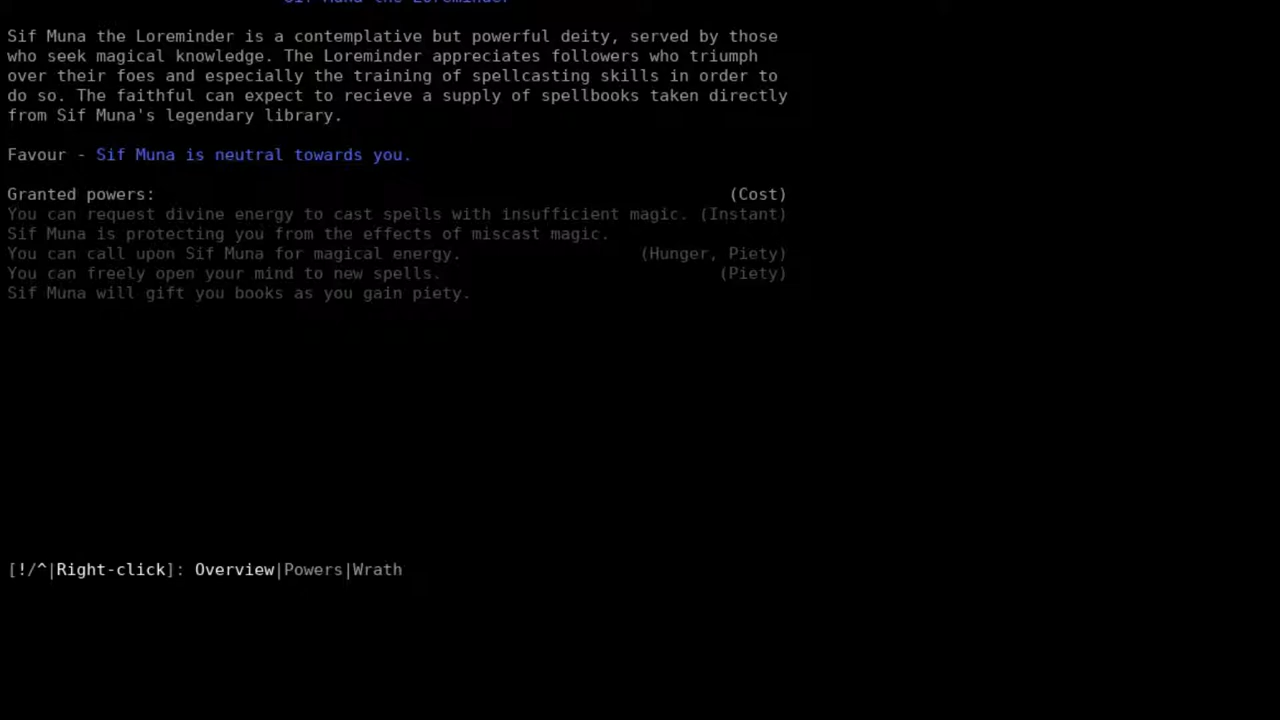 Sif Muna the Loreminder
Sif Muna the Loreminder is a contemplative but powerful deity, served by those
who seek magical knowledge. The Loreminder appreciates followers who triumph
over their foes and especially the training of spellcasting skills in order to
do so. The faithful can expect to recieve a supply of spellbooks taken directly
from Sif Muna's legendary library.
Favour - Sif Muna is neutral towards you.
Granted powers: (Cost)
You can request divine energy to cast spells with insufficient magic. (Instant)
Sif Muna is protecting you from the effects of miscast magic.
You can call upon Sif Muna for magical energy. (Hunger, Piety)
You can freely open your mind to new spells. (Piety)
Sif Muna will gift you books as you gain piety.
[!/^|Right-click]: Overview|Powers|Wrath